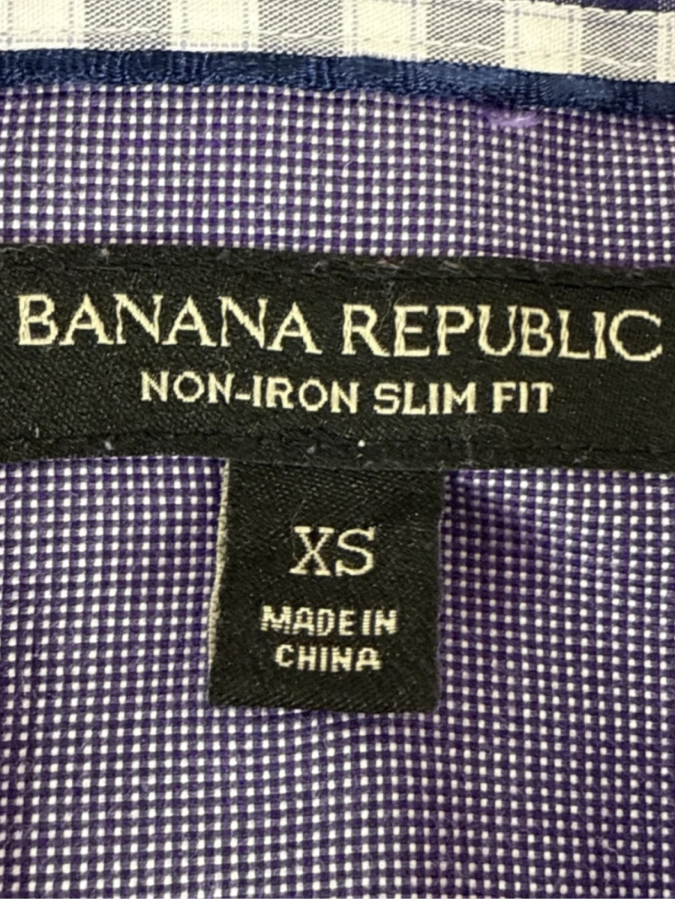 BANANA REPUBLIC
NON-IRON SLIM FIT
XS
MADE IN
CHINA